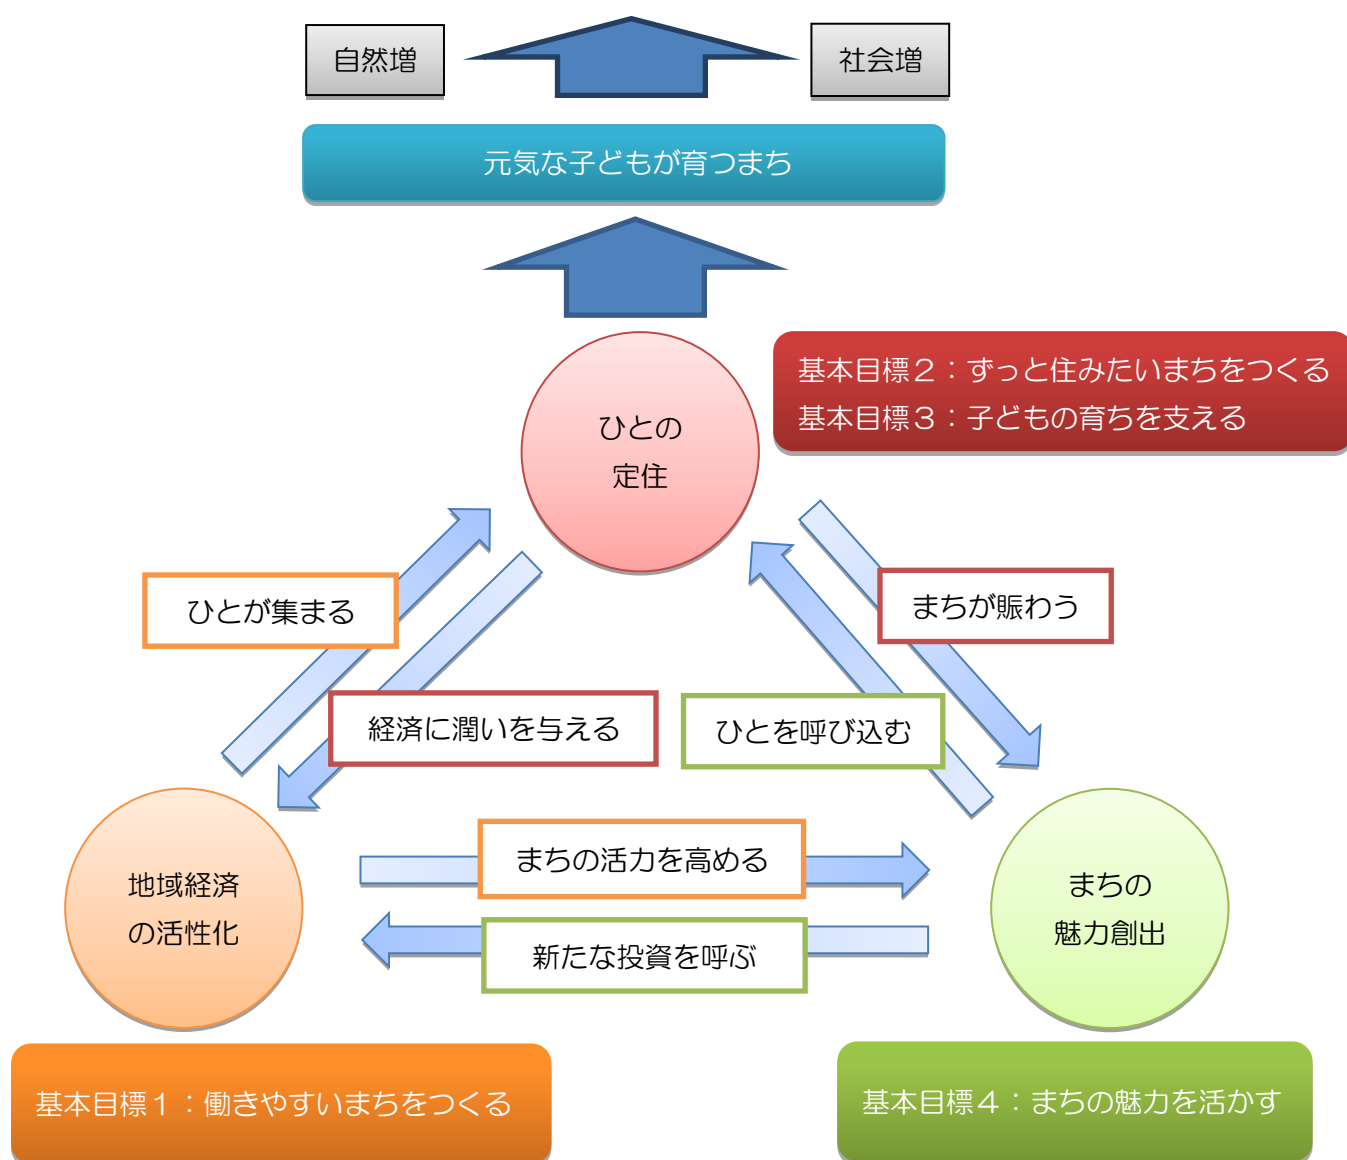 自然増
社会増
元気な子どもが育つまち
ひとの
定住
基本目標２：ずっと住みたいまちをつくる
基本目標３：子どもの育ちを支える
ひとが集まる
まちが賑わう
経済に潤いを与える
ひとを呼び込む
まちの活力を高める
新たな投資を呼ぶ
地域経済
の活性化
まちの
魅力創出
基本目標１：働きやすいまちをつくる
基本目標４：まちの魅力を活かす